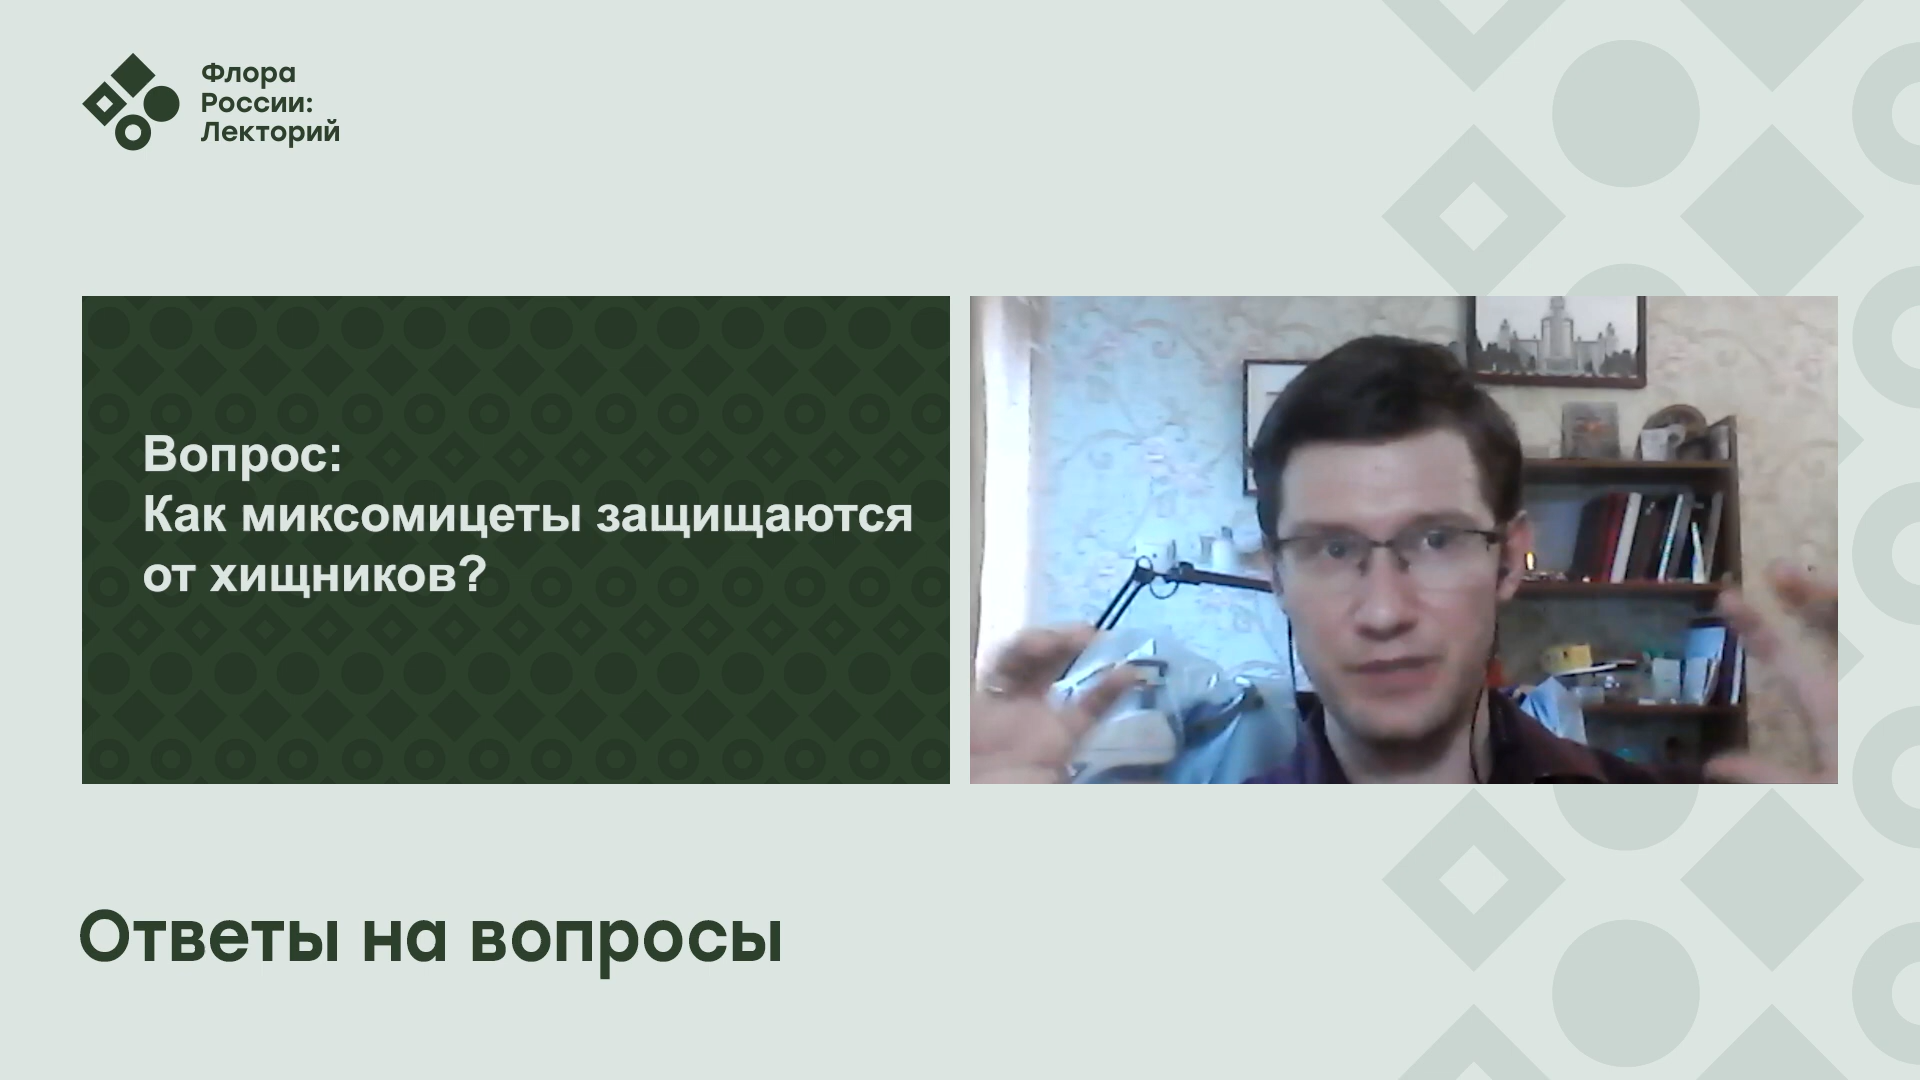 Флора
России:
Лекторий
Вопрос:
Как миксомицеты защищаются
от хищников?
Ответы на вопросы